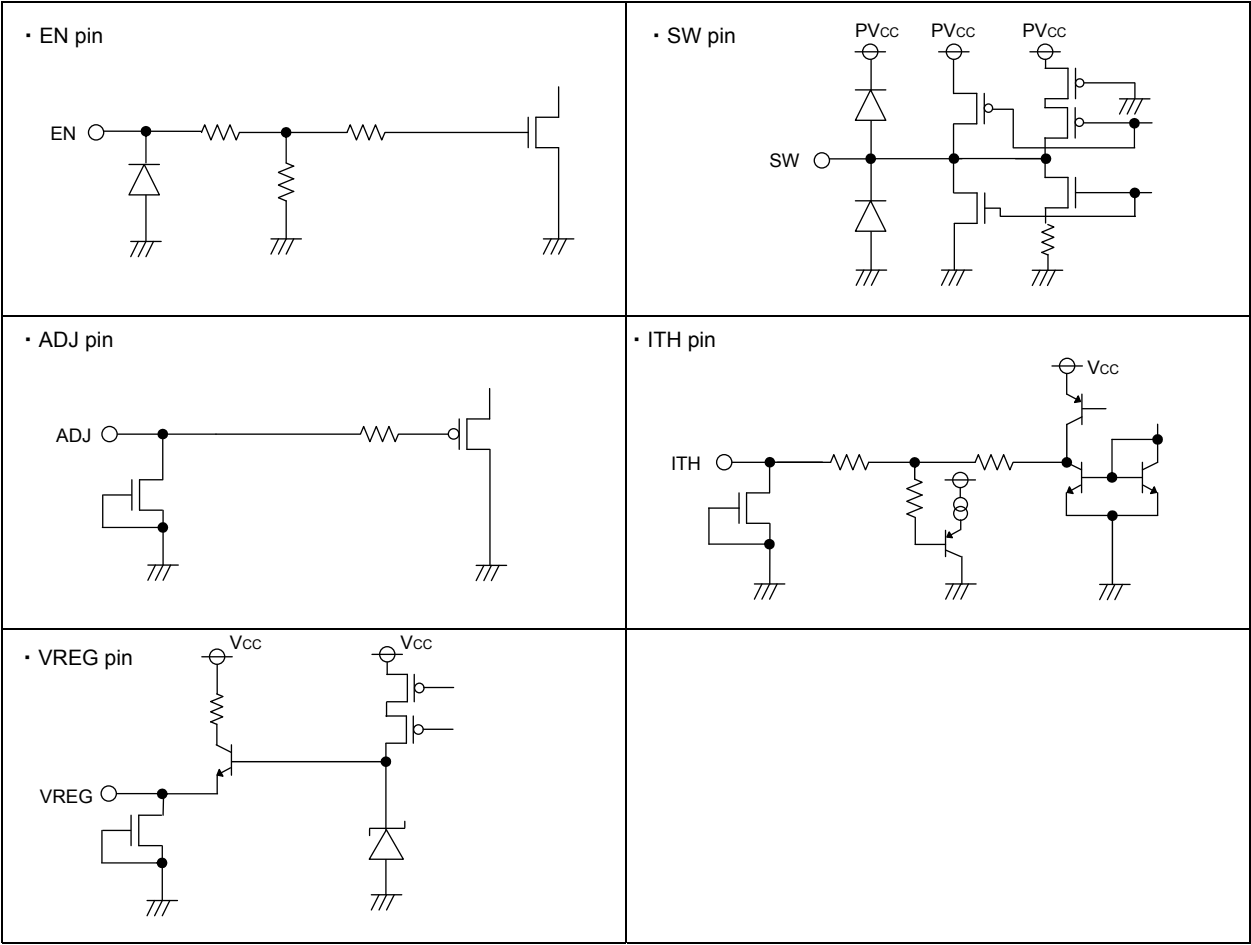 ・EN pin
EN
・SW pin
PVcc PVcc PVcc
SW
・ADJ pin
ADJ
・ITH pin
Vcc
ITH
・VREG pin
Vcc Vcc
VREG